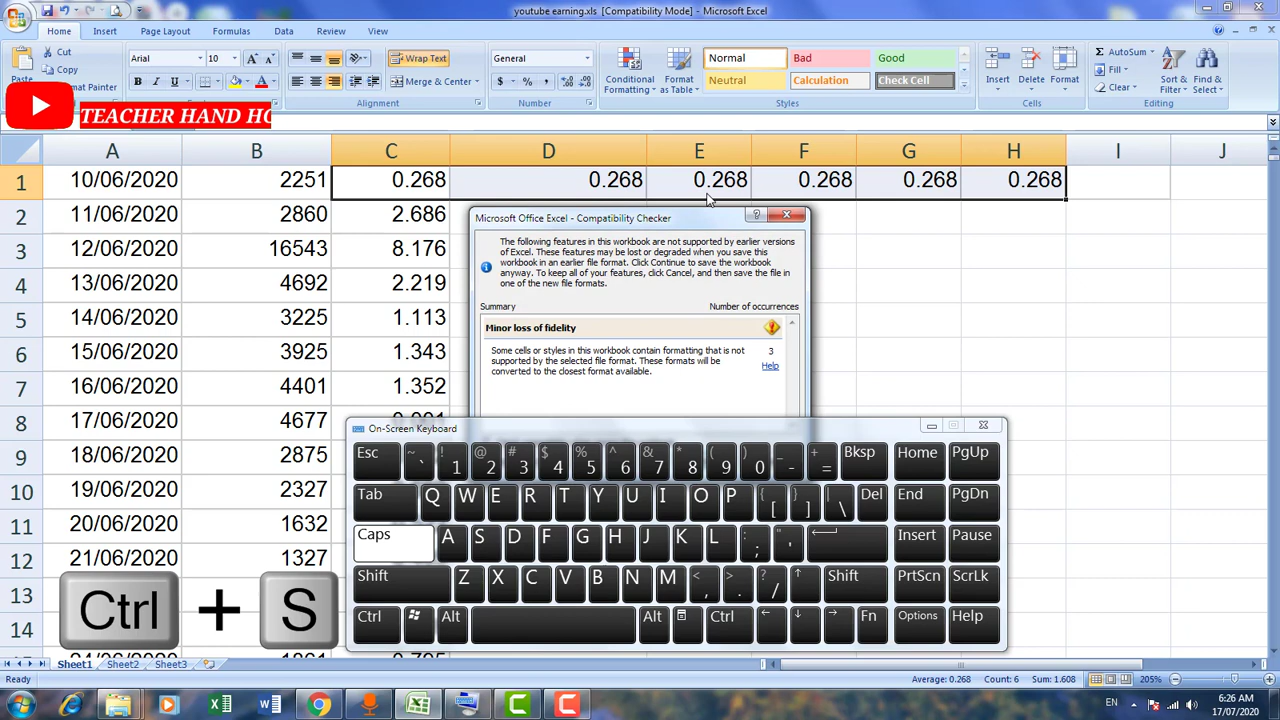 youtube earning.xls [Compatibility Mode] - Microsoft Excel
Home Insert Page Layout Formulas Data Review View
Cut
Copy
Format Painter
Paste
Arial 10
B I U
Wrap Text
Merge & Center
Alignment
General
$ % ,
Number
Conditional Formatting
Format as Table
Normal Bad Good
Neutral Calculation Check Cell
Styles
Insert Delete Format
Cells
AutoSum
Fill
Clear
Sort & Filter
Find & Select
Editing
TEACHER HAND
A B C D E F G H I J
1 10/06/2020 2251 0.268 0.268 0.268 0.268 0.268 0.268
2 11/06/2020 2860 2.686
3 12/06/2020 16543 8.176
4 13/06/2020 4692 2.219
5 14/06/2020 3225 1.113
6 15/06/2020 3925 1.343
7 16/06/2020 4401 1.352
8 17/06/2020 4677
9 18/06/2020 2875
10 19/06/2020 2327
11 20/06/2020 1632
12 21/06/2020 1327
13
14
Microsoft Office Excel - Compatibility Checker
The following features in this workbook are not supported by earlier versions
of Excel. These features may be lost or degraded when you save this
workbook in an earlier file format. Click Continue to save the workbook
anyway. To keep all of your features, click Cancel, and then save the file in
one of the new file formats.
Summary Number of occurrences
Minor loss of fidelity
Some cells or styles in this workbook contain formatting that is not 3
supported by the selected file format. These formats will be Help
converted to the closest format available.
On-Screen Keyboard
Esc ~ ` ! 1 @ 2 # 3 $ 4 % 5 ^ 6 & 7 * 8 ( 9 ) 0 _ - + = Bksp Home PgUp
Tab Q W E R T Y U I O P { [ } ] | \ Del End PgDn
Caps A S D F G H J K L : ; " ' Insert Pause
Shift Z X C V B N M < , > . ? / Shift PrtScn ScrLk
Ctrl Alt Alt Ctrl Fn Options Help
Ctrl + S
Sheet1 Sheet2 Sheet3
Ready Average: 0.268 Count: 6 Sum: 1.608 205%
EN 6:26 AM
17/07/2020